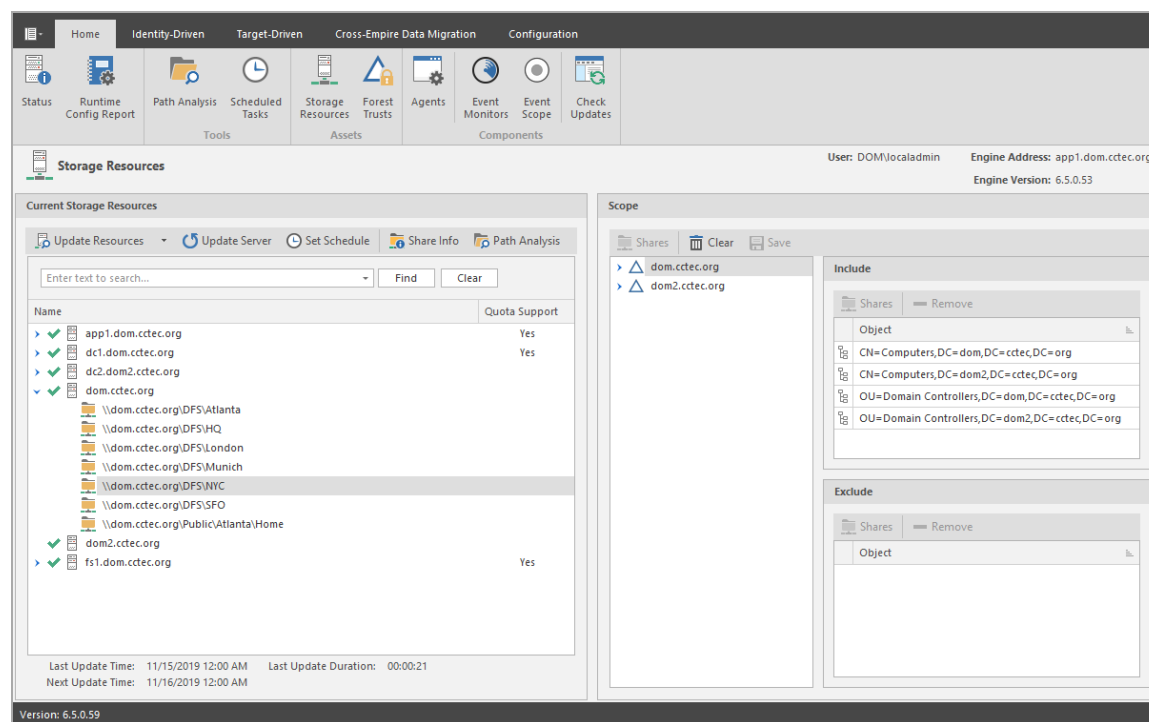 Home Identity-Driven Target-Driven Cross-Empire Data Migration Configuration
Status
Runtime
Config Report
Path Analysis
Scheduled
Tasks
Storage
Resources
Forest
Trusts
Agents
Event
Monitors
Event
Scope
Check
Updates
Tools
Assets
Components
Storage Resources
User: DOM\localadmin
Engine Address: app1.dom.cctec.org
Engine Version: 6.5.0.53
Current Storage Resources
Update Resources Update Server Set Schedule Share Info Path Analysis
Enter text to search... Find Clear
Name Quota Support
app1.dom.cctec.org Yes
dc1.dom.cctec.org Yes
dc2.dom2.cctec.org
dom.cctec.org
\\dom.cctec.org\DFS\Atlanta
\\dom.cctec.org\DFS\HQ
\\dom.cctec.org\DFS\London
\\dom.cctec.org\DFS\Munich
\\dom.cctec.org\DFS\NYC
\\dom.cctec.org\DFS\SFO
\\dom.cctec.org\Public\Atlanta\Home
dom2.cctec.org
fs1.dom.cctec.org Yes
Last Update Time: 11/15/2019 12:00 AM Last Update Duration: 00:00:21
Next Update Time: 11/16/2019 12:00 AM
Scope
Shares Clear Save
dom.cctec.org
dom2.cctec.org
Include
Shares Remove
Object
CN=Computers,DC=dom,DC=cctec,DC=org
CN=Computers,DC=dom2,DC=cctec,DC=org
OU=Domain Controllers,DC=dom,DC=cctec,DC=org
OU=Domain Controllers,DC=dom2,DC=cctec,DC=org
Exclude
Shares Remove
Object
Version: 6.5.0.59